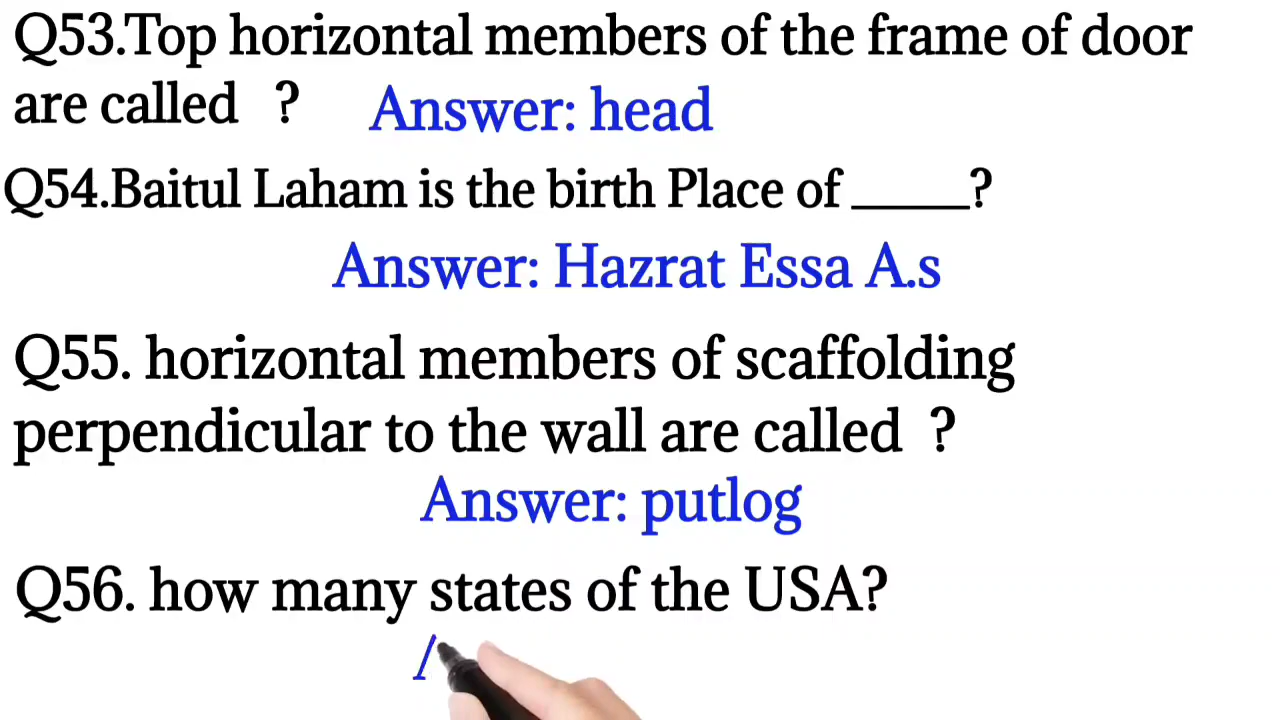 Q53.Top horizontal members of the frame of door
are called ? Answer: head
Q54.Baitul Laham is the birth Place of _____?
Answer: Hazrat Essa A.s
Q55. horizontal members of scaffolding
perpendicular to the wall are called ?
Answer: putlog
Q56. how many states of the USA?